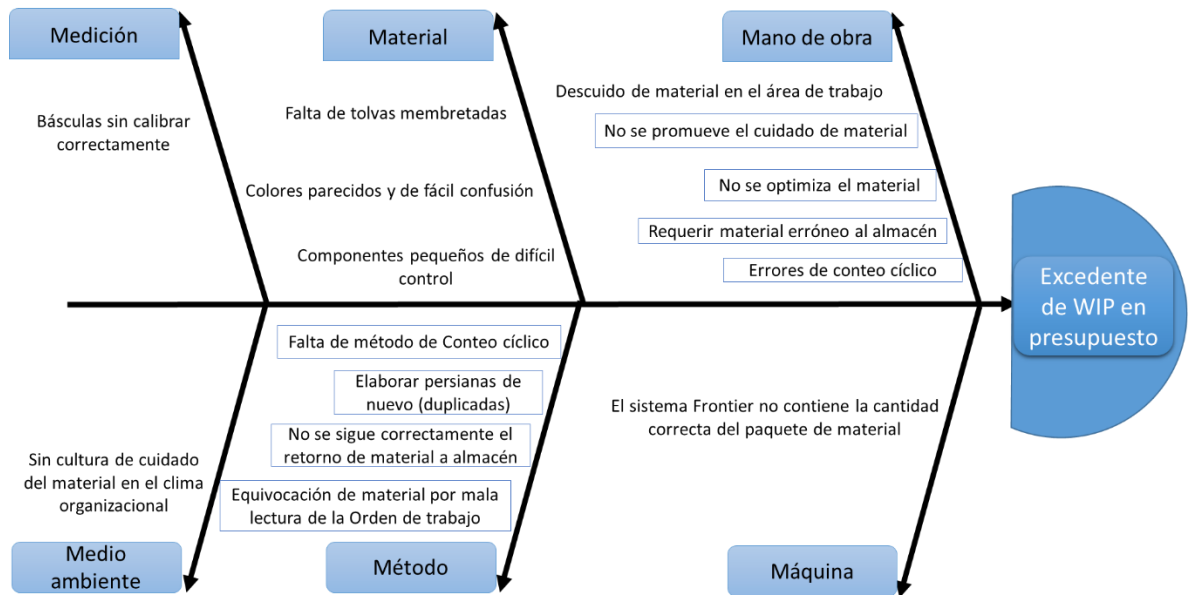 Medición
Material
Mano de obra
Básculas sin calibrar
correctamente
Falta de tolvas membretadas
Colores parecidos y de fácil confusión
Componentes pequeños de difícil
control
Descuido de material en el área de trabajo
No se promueve el cuidado de material
No se optimiza el material
Requerir material erróneo al almacén
Errores de conteo cíclico
Excedente
de WIP en
presupuesto
Sin cultura de cuidado
del material en el clima
organizacional
Falta de método de Conteo cíclico
Elaborar persianas de
nuevo (duplicadas)
No se sigue correctamente el
retorno de material a almacén
Equivocación de material por mala
lectura de la Orden de trabajo
El sistema Frontier no contiene la cantidad
correcta del paquete de material
Medio
ambiente
Método
Máquina